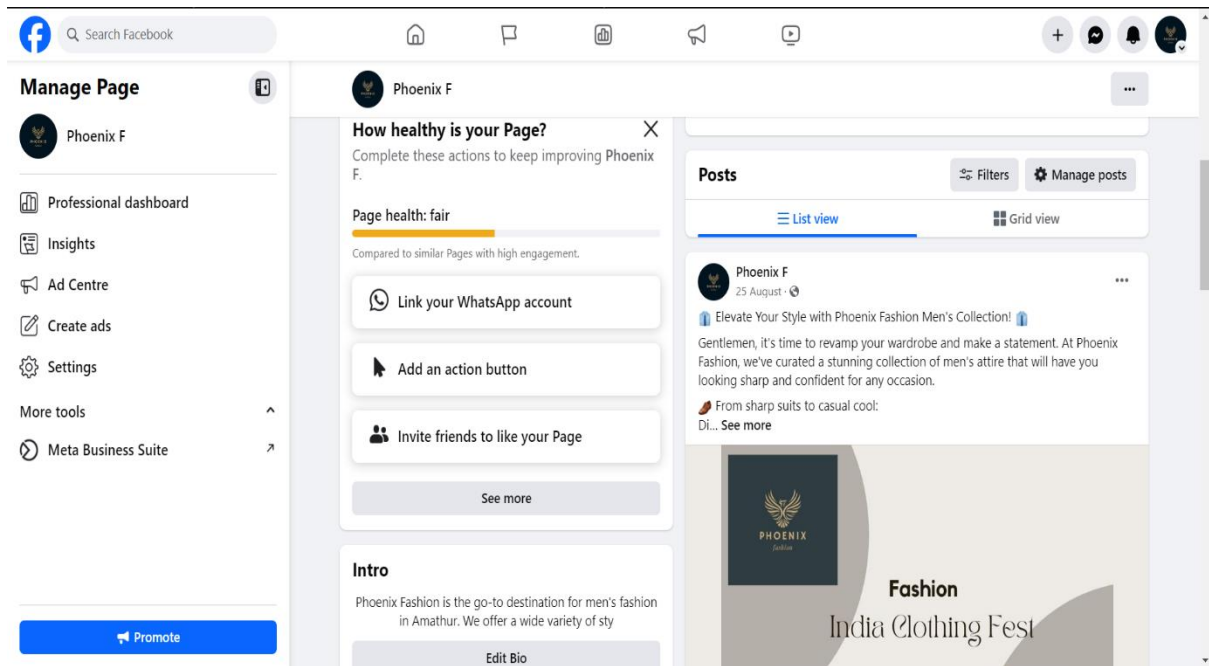 Search Facebook
Manage Page
Phoenix F
Professional dashboard
Insights
Ad Centre
Create ads
Settings
More tools
Meta Business Suite
Promote
Phoenix F
How healthy is your Page?
Complete these actions to keep improving Phoenix
F.
Page health: fair
Compared to similar Pages with high engagement.
Link your WhatsApp account
Add an action button
Invite friends to like your Page
See more
Intro
Phoenix Fashion is the go-to destination for men's fashion
in Amathur. We offer a wide variety of sty
Edit Bio
Posts
Filters
Manage posts
List view
Grid view
Phoenix F
25 August ·
Elevate Your Style with Phoenix Fashion Men's Collection!
Gentlemen, it's time to revamp your wardrobe and make a statement. At Phoenix
Fashion, we've curated a stunning collection of men's attire that will have you
looking sharp and confident for any occasion.
From sharp suits to casual cool:
Di... See more
PHOENIX
fashion
Fashion
India Clothing Fest